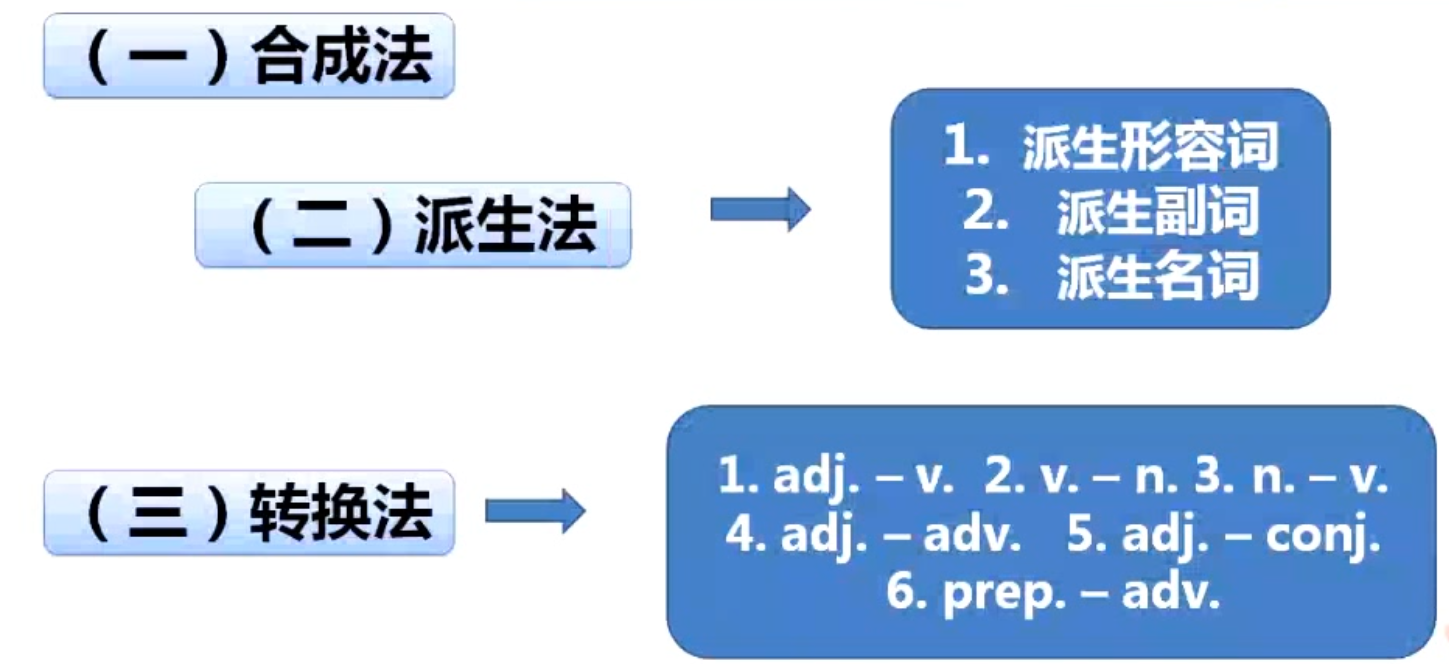 （一）合成法
（二）派生法
1. 派生形容词
2. 派生副词
3. 派生名词
（三）转换法
1. adj. – v. 2. v. – n. 3. n. – v.
4. adj. – adv. 5. adj. – conj.
6. prep. – adv.